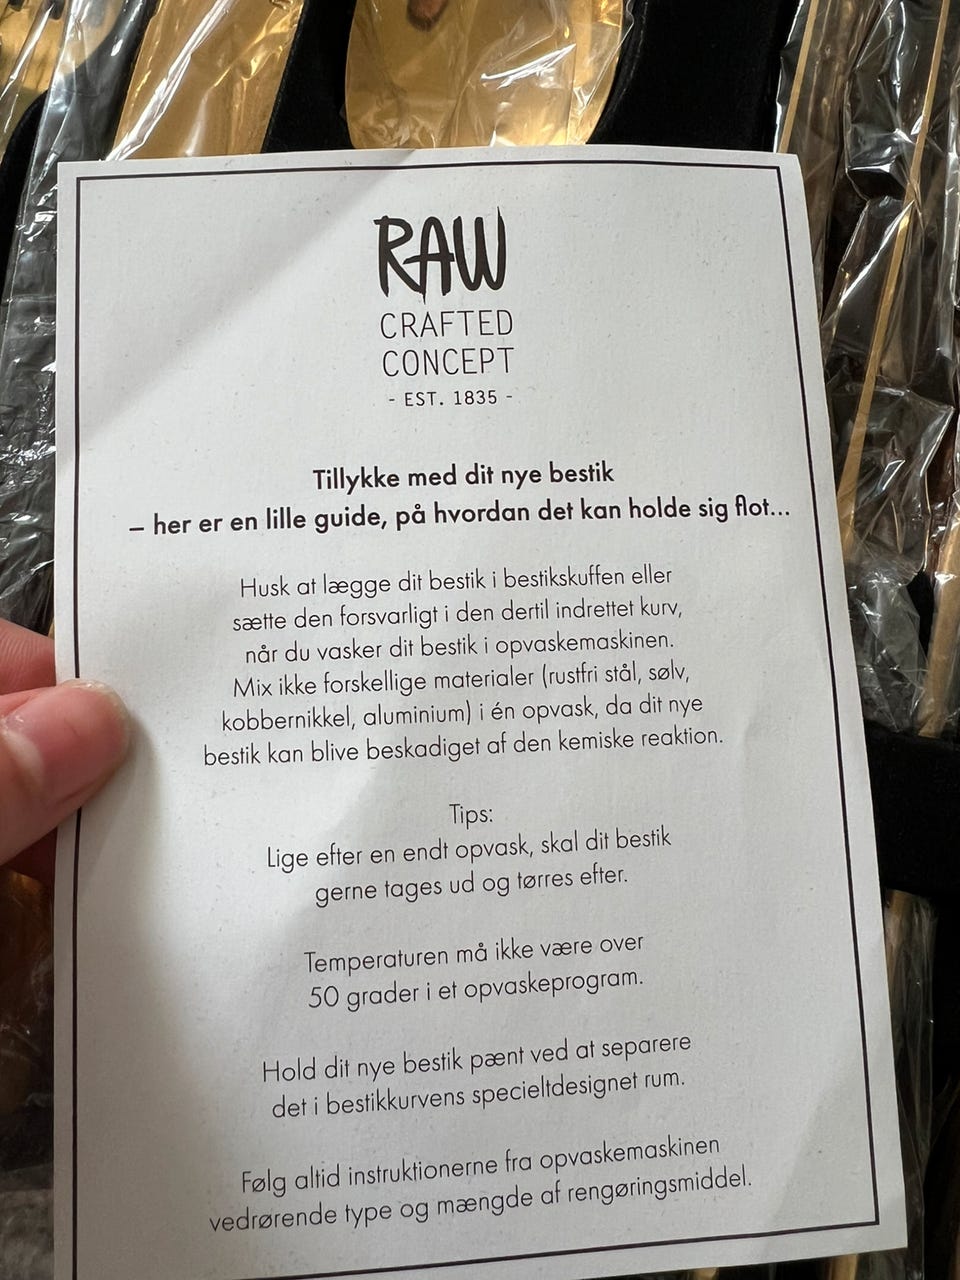 RAW
CRAFTED
CONCEPT
- EST. 1835 -
Tillykke med dit nye bestik
– her er en lille guide, på hvordan det kan holde sig flot...
Husk at lægge dit bestik i bestikskuffen eller
sætte den forsvarligt i den dertil indrettet kurv,
når du vasker dit bestik i opvaskemaskinen.
Mix ikke forskellige materialer (rustfri stål, sølv,
kobbernikkel, aluminium) i én opvask, da dit nye
bestik kan blive beskadiget af den kemiske reaktion.
Tips:
Lige efter en endt opvask, skal dit bestik
gerne tages ud og tørres efter.
Temperaturen må ikke være over
50 grader i et opvaskeprogram.
Hold dit nye bestik pænt ved at separere
det i bestikkurvens specieltdesignet rum.
Følg altid instruktionerne fra opvaskemaskinen
vedrørende type og mængde af rengøringsmiddel.